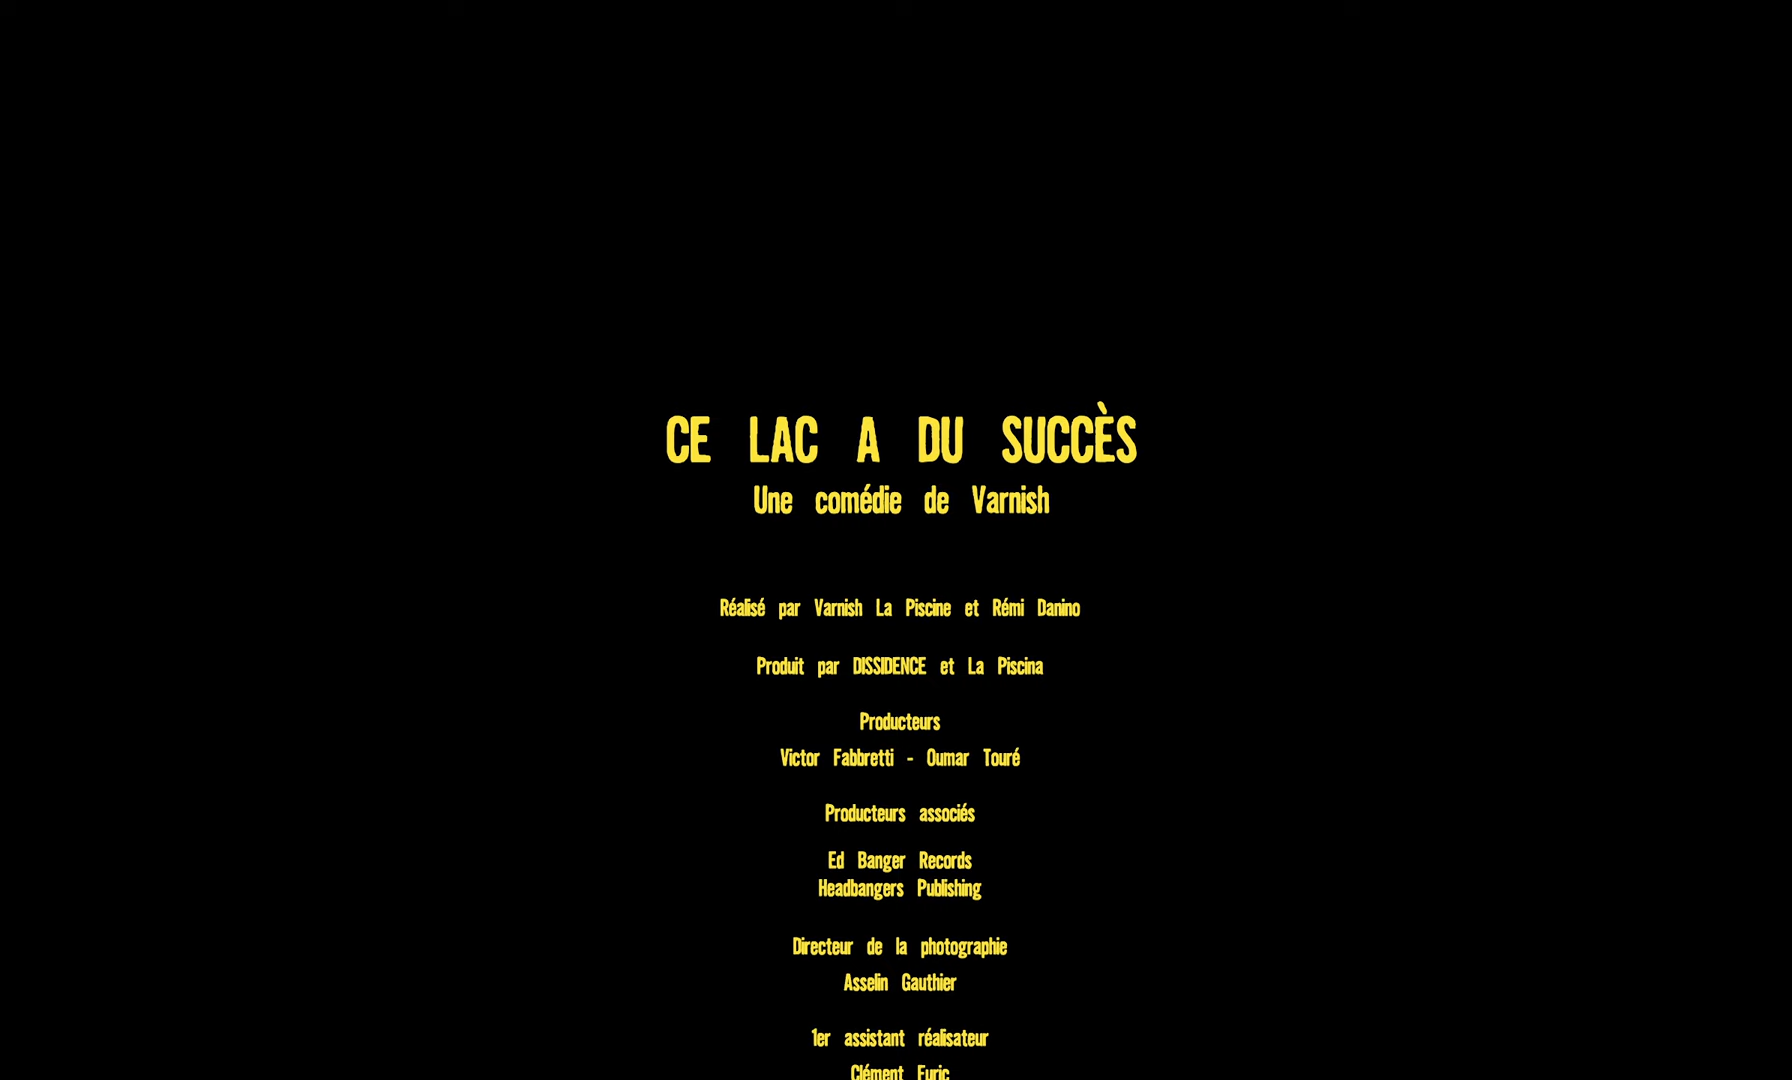 CE LAC A DU SUCCÈS
Une comédie de Varnish
Réalisé par Varnish La Piscine et Rémi Danino
Produit par DISSIDENCE et La Piscina
Producteurs
Victor Fabbretti - Oumar Touré
Producteurs associés
Ed Banger Records
Headbangers Publishing
Directeur de la photographie
Asselin Gauthier
1er assistant réalisateur
Clément Euric